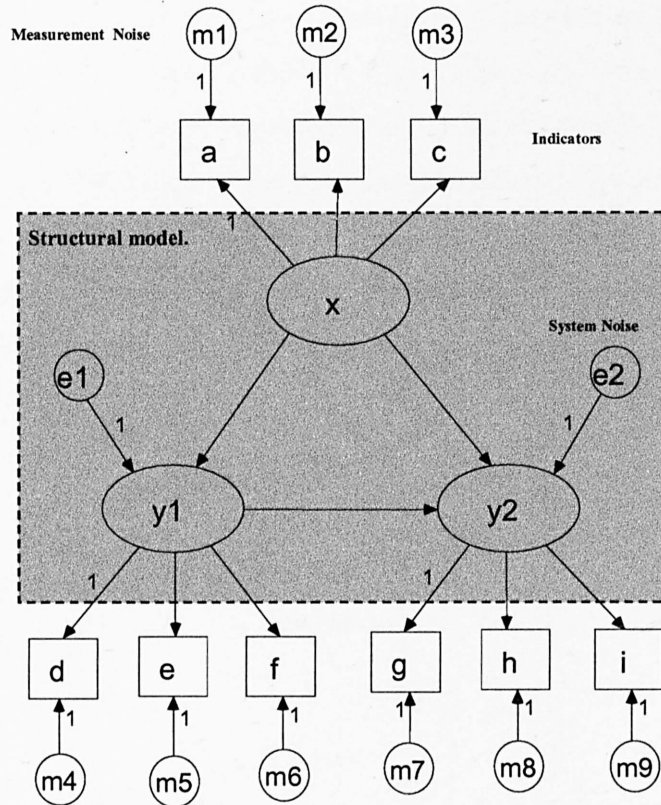 Measurement Noise
m1 m2 m3
1 1 1
a b c
Indicators
1
Structural model.
x
System Noise
e1 e2
1 1
y1 y2
1 1
d e f g h i
1 1 1 1 1 1
m4 m5 m6 m7 m8 m9